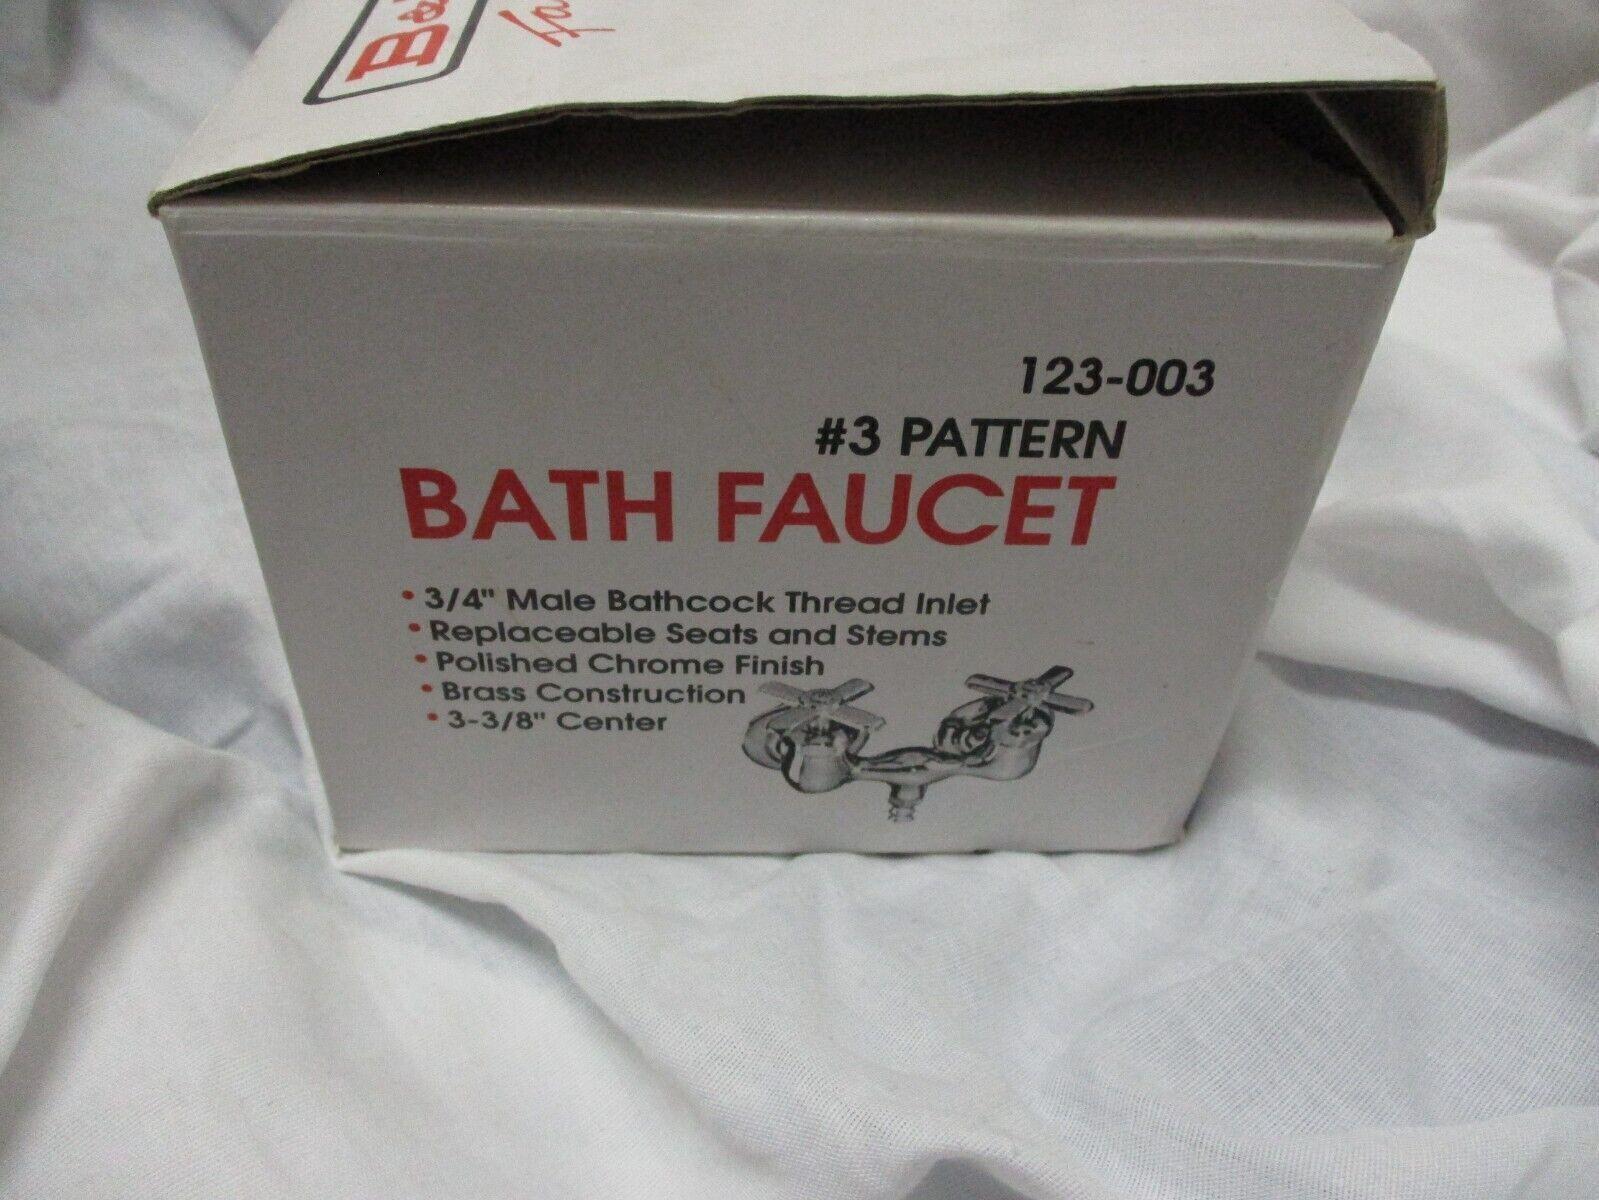 123-003
#3 PATTERN
BATH FAUCET
• 3/4" Male Bathcock Thread Inlet
• Replaceable Seats and Stems
• Polished Chrome Finish
• Brass Construction
• 3-3/8" Center